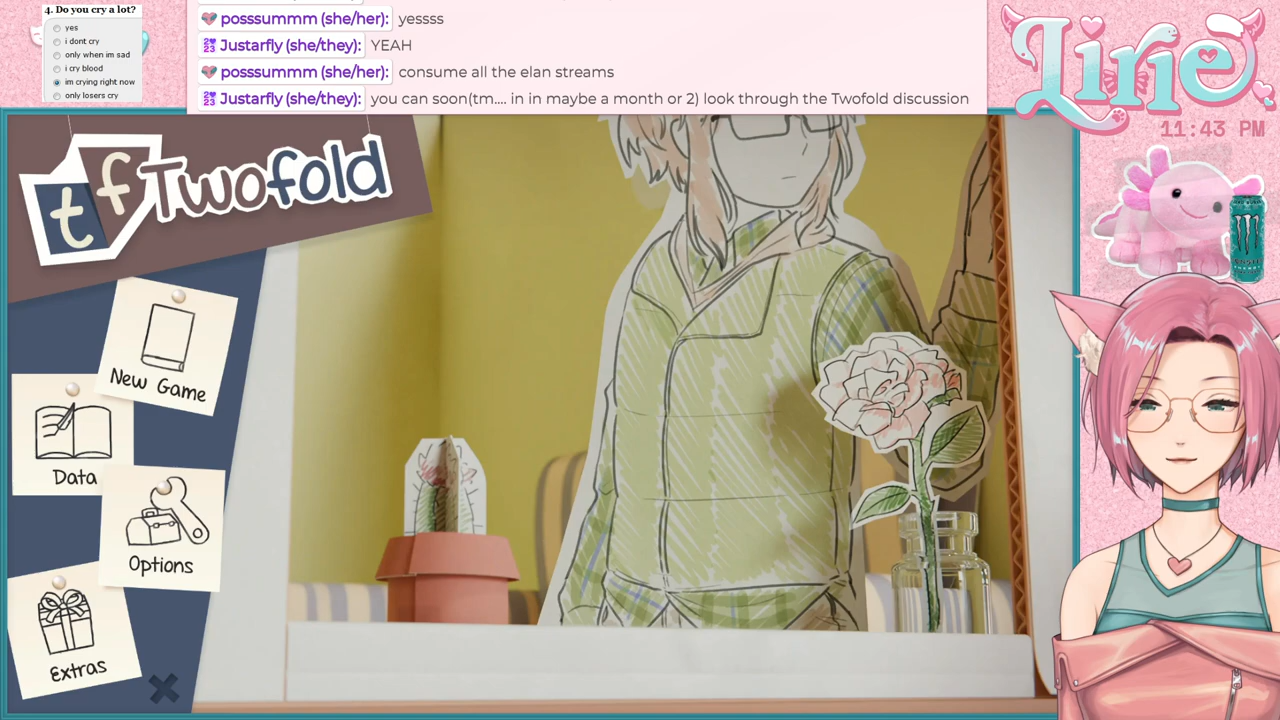 4. Do you cry a lot?
yes
i dont cry
only when im sad
i cry blood
im crying right now
only losers cry
posssummm (she/her): yessss
Justarfly (she/they): YEAH
posssummm (she/her): consume all the elan streams
Justarfly (she/they): you can soon(tm.... in in maybe a month or 2) look through the Twofold discussion
Lirie
11:43 PM
tf Twofold
New Game
Data
Options
Extras